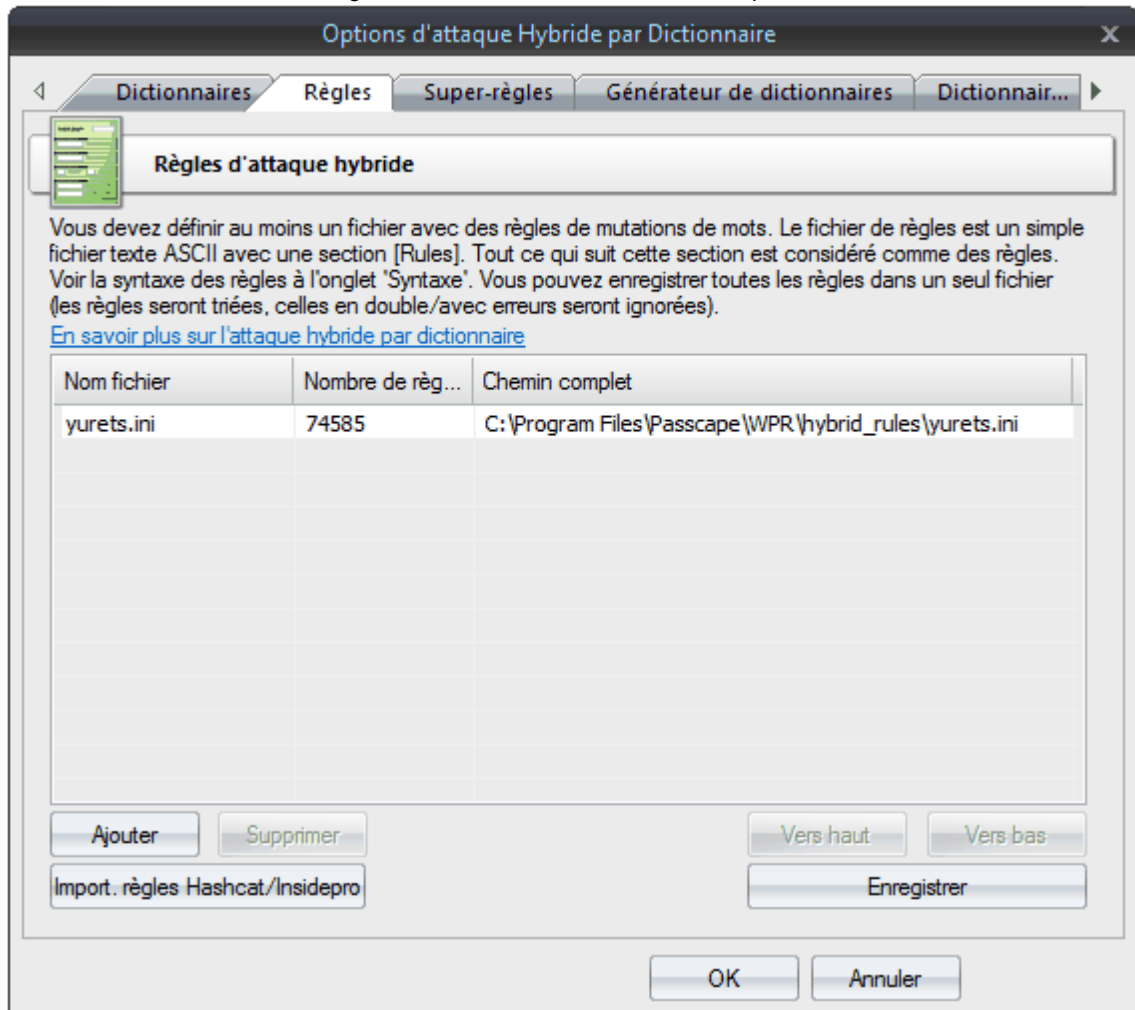 Options d'attaque Hybride par Dictionnaire
Dictionnaires Règles Super-règles Générateur de dictionnaires Dictionnair...
Règles d'attaque hybride
Vous devez définir au moins un fichier avec des règles de mutations de mots. Le fichier de règles est un simple
fichier texte ASCII avec une section [Rules]. Tout ce qui suit cette section est considéré comme des règles.
Voir la syntaxe des règles à l'onglet 'Syntaxe'. Vous pouvez enregistrer toutes les règles dans un seul fichier
(les règles seront triées, celles en double/avec erreurs seront ignorées).
En savoir plus sur l'attaque hybride par dictionnaire
Nom fichier Nombre de règ... Chemin complet
yurets.ini 74585 C:\Program Files\Passcape\WPR\hybrid_rules\yurets.ini
Ajouter Supprimer Vers haut Vers bas
Import. règles Hashcat/Insidepro Enregistrer
OK Annuler